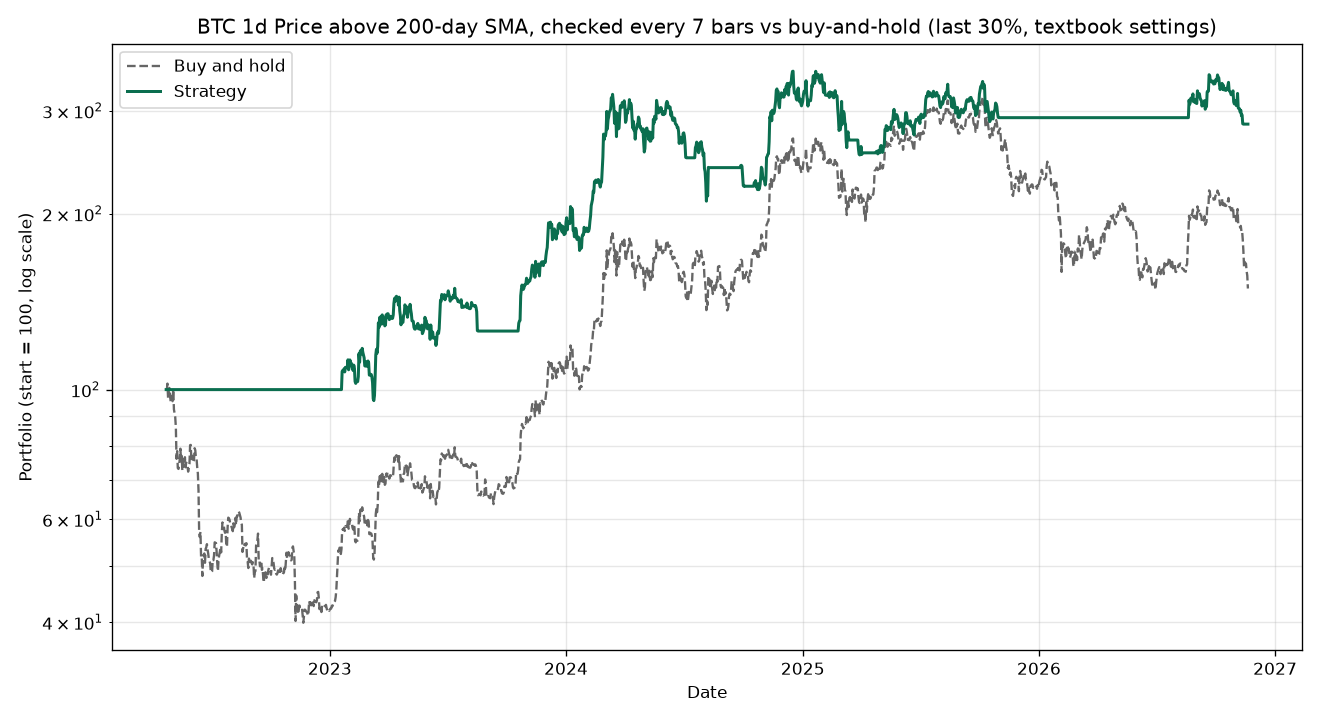 BTC 1d Price above 200-day SMA, checked every 7 bars vs buy-and-hold (last 30%, textbook settings)
Buy and hold
Strategy
Portfolio (start = 100, log scale)
3 × 10²
2 × 10²
10²
6 × 10¹
4 × 10¹
2023 2024 2025 2026 2027
Date